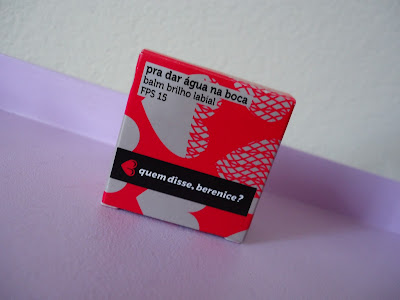 pra dar água na boca
balm brilho labial
FPS 15
quem disse, berenice?